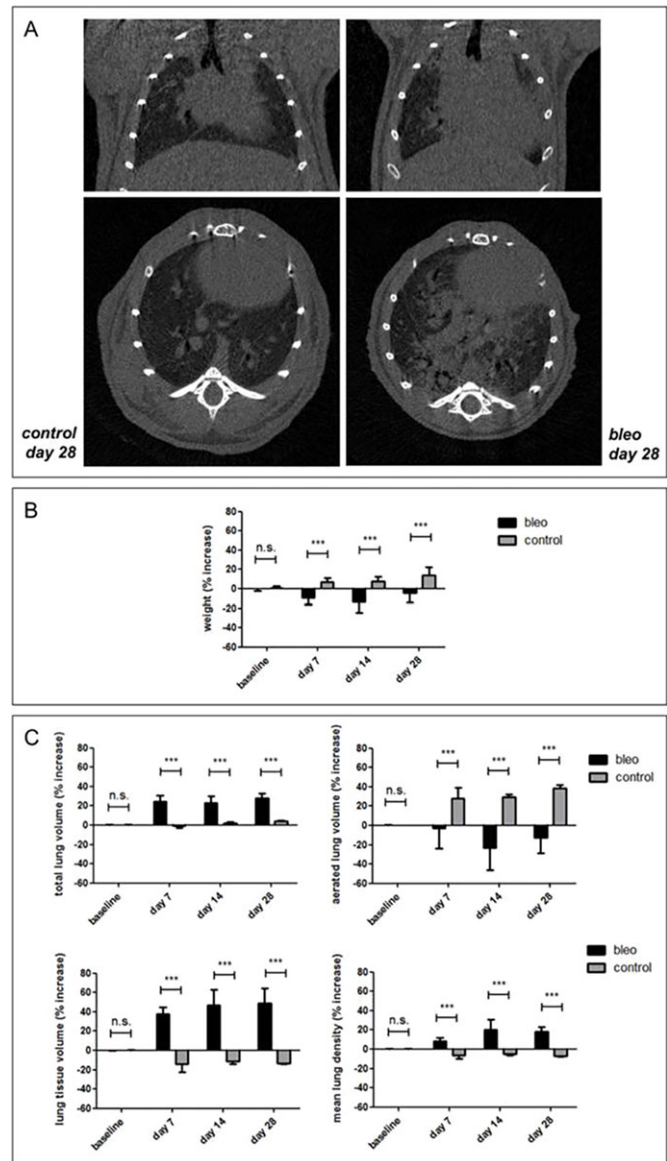 A
control
day 28
bleo
day 28
B
weight (% increase)
80
60
40
20
0
-20
-40
-60
n.s.
***
***
***
baseline
day 7
day 14
day 28
bleo
control
C
total lung volume (% increase)
80
60
40
20
0
-20
-40
-60
n.s.
***
***
***
baseline
day 7
day 14
day 28
aerated lung volume (% increase)
80
60
40
20
0
-20
-40
-60
n.s.
***
***
***
baseline
day 7
day 14
day 28
bleo
control
lung tissue volume (% increase)
100
80
60
40
20
0
-20
-40
-60
n.s.
***
***
***
baseline
day 7
day 14
day 28
mean lung density (% increase)
100
80
60
40
20
0
-20
-40
-60
n.s.
***
***
***
baseline
day 7
day 14
day 28
bleo
control